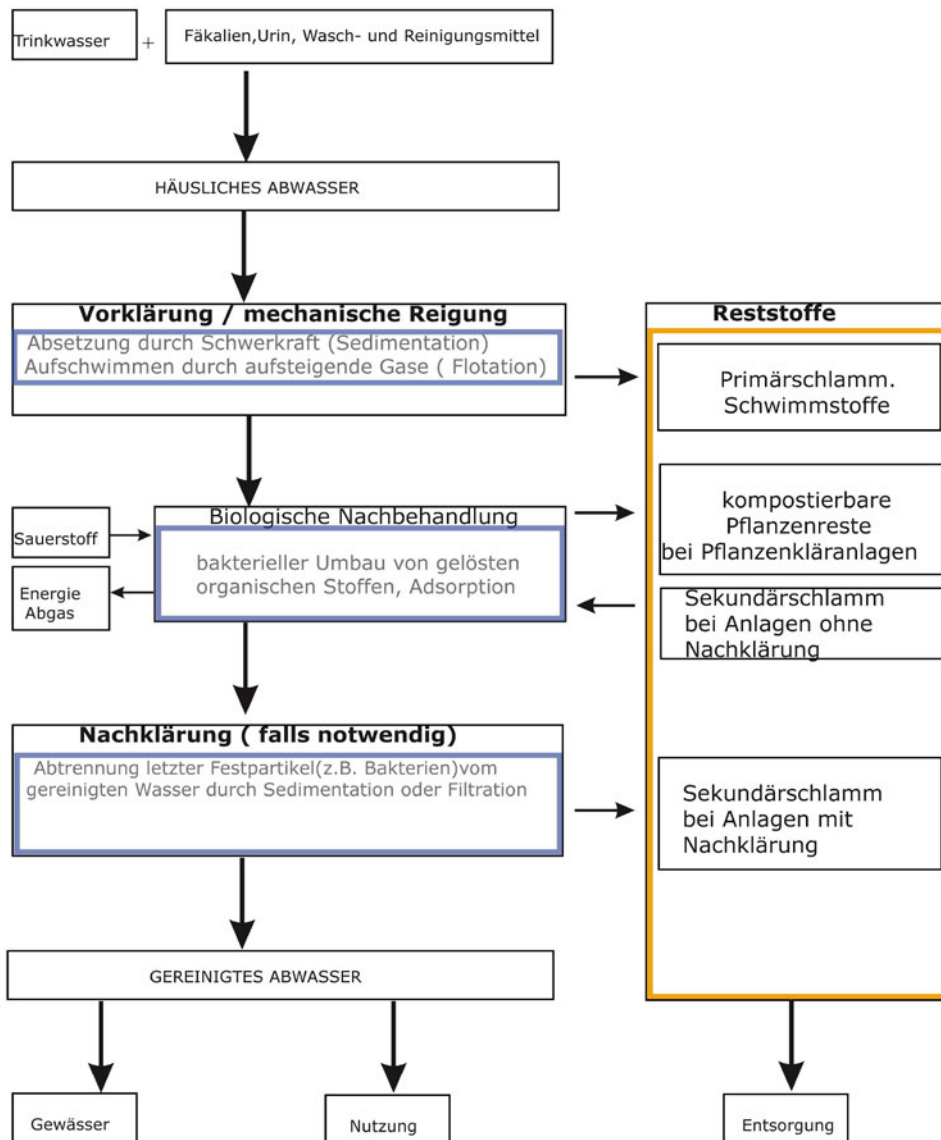 Trinkwasser
+
Fäkalien,Urin, Wasch- und Reinigungsmittel
HÄUSLICHES ABWASSER
Vorklärung / mechanische Reigung
Absetzung durch Schwerkraft (Sedimentation)
Aufschwimmen durch aufsteigende Gase ( Flotation)
Reststoffe
Primärschlamm.
Schwimmstoffe
Biologische Nachbehandlung
bakterieller Umbau von gelösten
organischen Stoffen, Adsorption
Sauerstoff
Energie
Abgas
kompostierbare
Pflanzenreste
bei Pflanzenkläranlagen
Sekundärschlamm
bei Anlagen ohne
Nachklärung
Nachklärung ( falls notwendig)
Abtrennung letzter Festpartikel(z.B. Bakterien)vom
gereinigten Wasser durch Sedimentation oder Filtration
Sekundärschlamm
bei Anlagen mit
Nachklärung
GEREINIGTES ABWASSER
Gewässer
Nutzung
Entsorgung